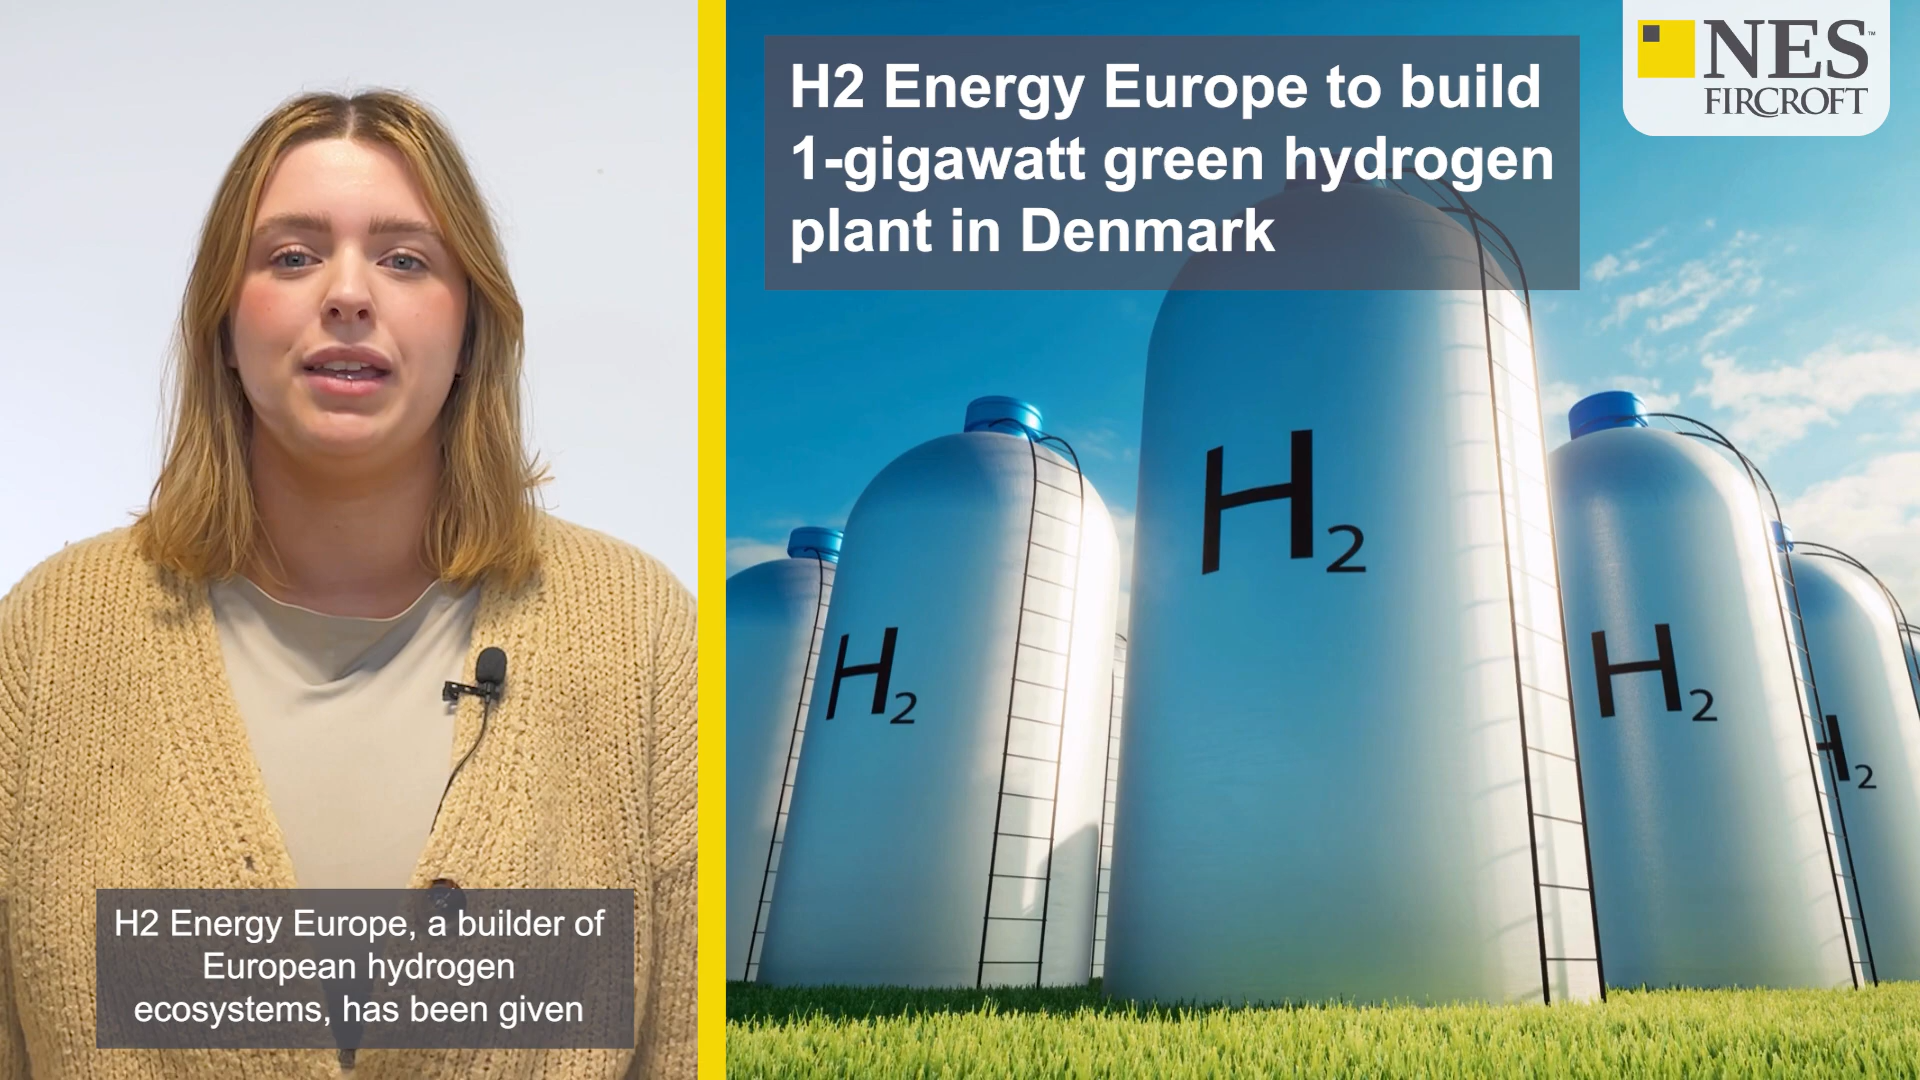 H2 Energy Europe to build
1-gigawatt green hydrogen
plant in Denmark
NES™
FIRCROFT
H2
H2
H2
H2
H2 Energy Europe, a builder of
European hydrogen
ecosystems, has been given